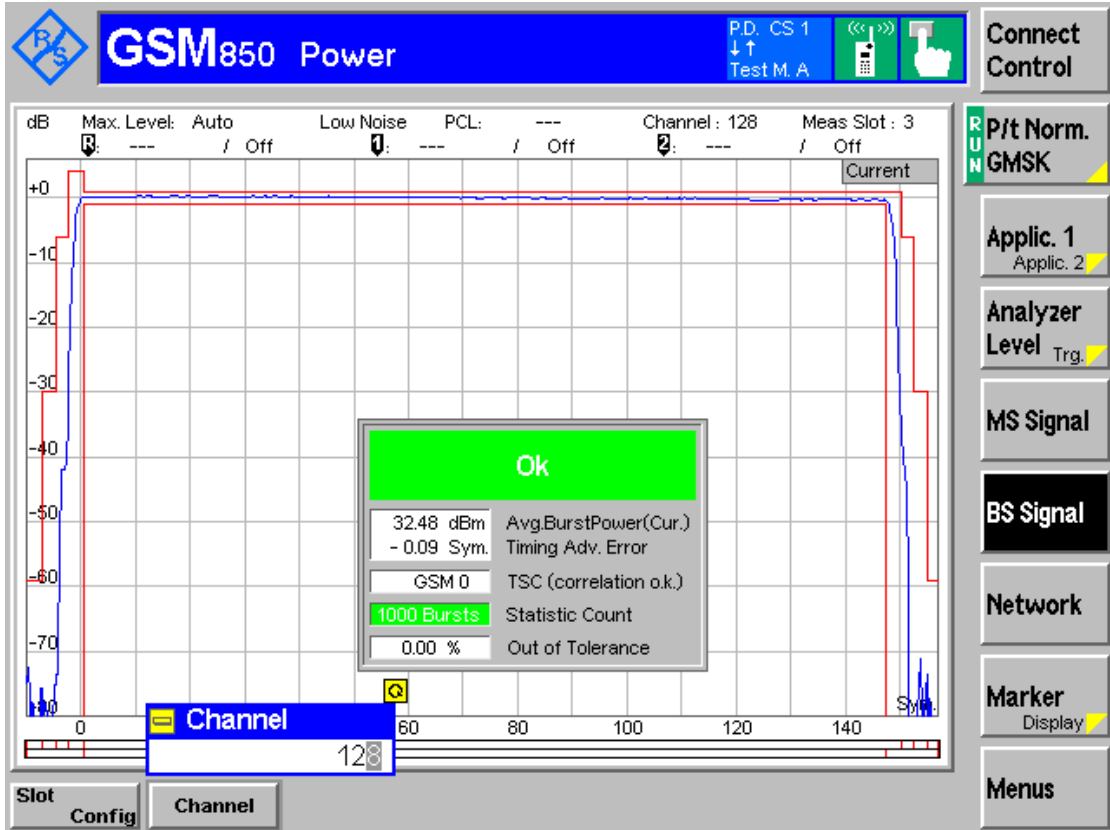 R/S
GSM850 Power
P.D. CS 1
↓↑
Test M. A
Connect
Control
dB Max. Level: Auto Low Noise PCL: --- Channel : 128 Meas Slot : 3
R: --- / Off 1: --- / Off 2: --- / Off
Current
RUN
P/t Norm.
GMSK
Applic. 1
Applic. 2
Analyzer
Level Trg.
MS Signal
BS Signal
Network
Marker
Display
Menus
+0
-10
-20
-30
-40
-50
-60
-70
-80
Ok
32.48 dBm Avg.BurstPower(Cur.)
- 0.09 Sym. Timing Adv. Error
GSM 0 TSC (correlation o.k.)
1000 Bursts Statistic Count
0.00 % Out of Tolerance
Sym.
0 60 80 100 120 140
Channel
128
Slot
Config
Channel